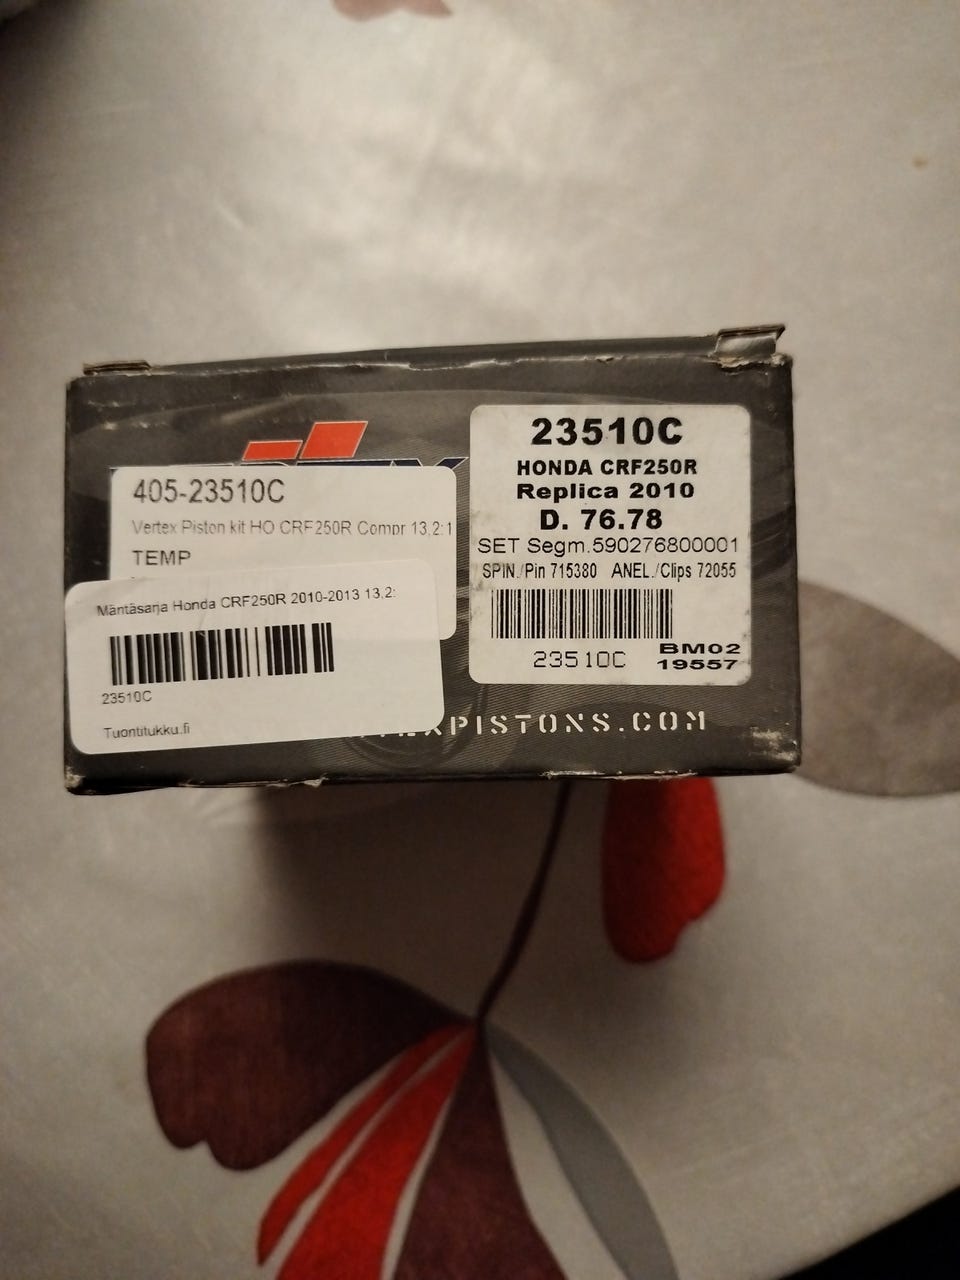 405-23510C
Vertex Piston kit HO CRF250R Compr 13,2:1
TEMP
Mäntäsarja Honda CRF250R 2010-2013 13,2:
23510C
Tuontitukku.fi
23510C
HONDA CRF250R
Replica 2010
D. 76.78
SET Segm.590276800001
SPIN./Pin 715380 ANEL./Clips 72055
23510C
BM02
19557
PISTONS.COM